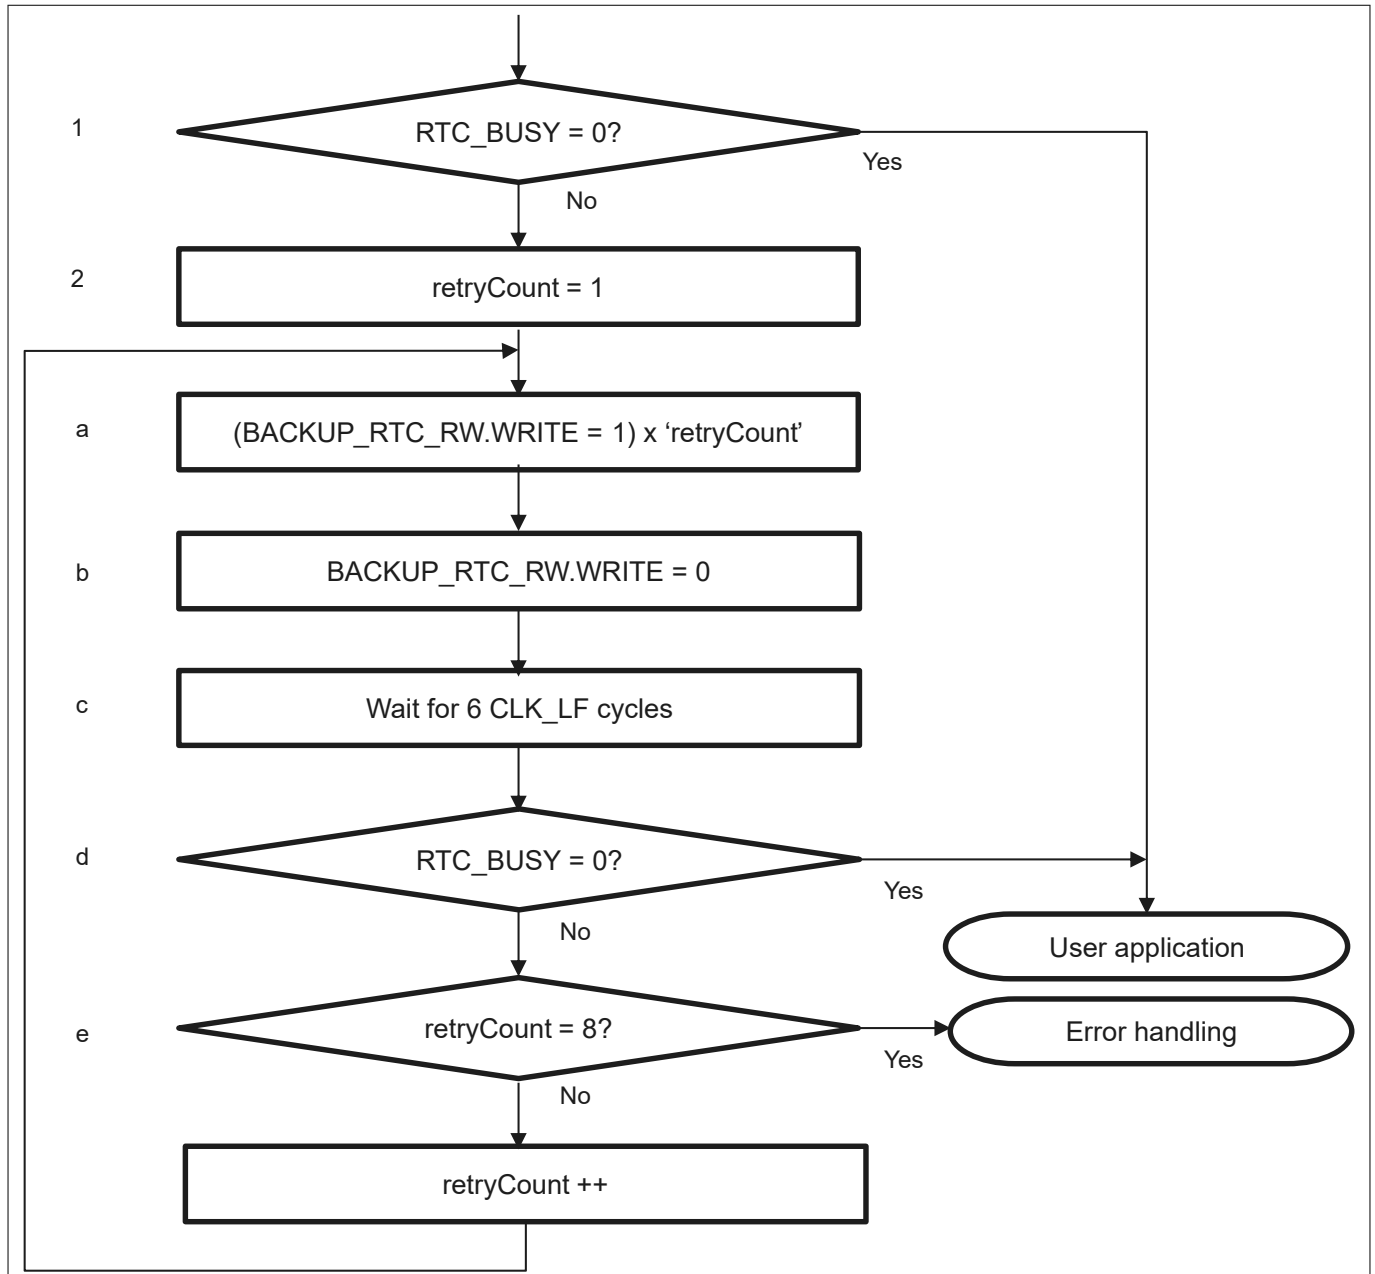 1
RTC_BUSY = 0?
Yes
No
2
retryCount = 1
a
(BACKUP_RTC_RW.WRITE = 1) x ‘retryCount’
b
BACKUP_RTC_RW.WRITE = 0
c
Wait for 6 CLK_LF cycles
d
RTC_BUSY = 0?
Yes
No
User application
e
retryCount = 8?
Yes
Error handling
No
retryCount ++